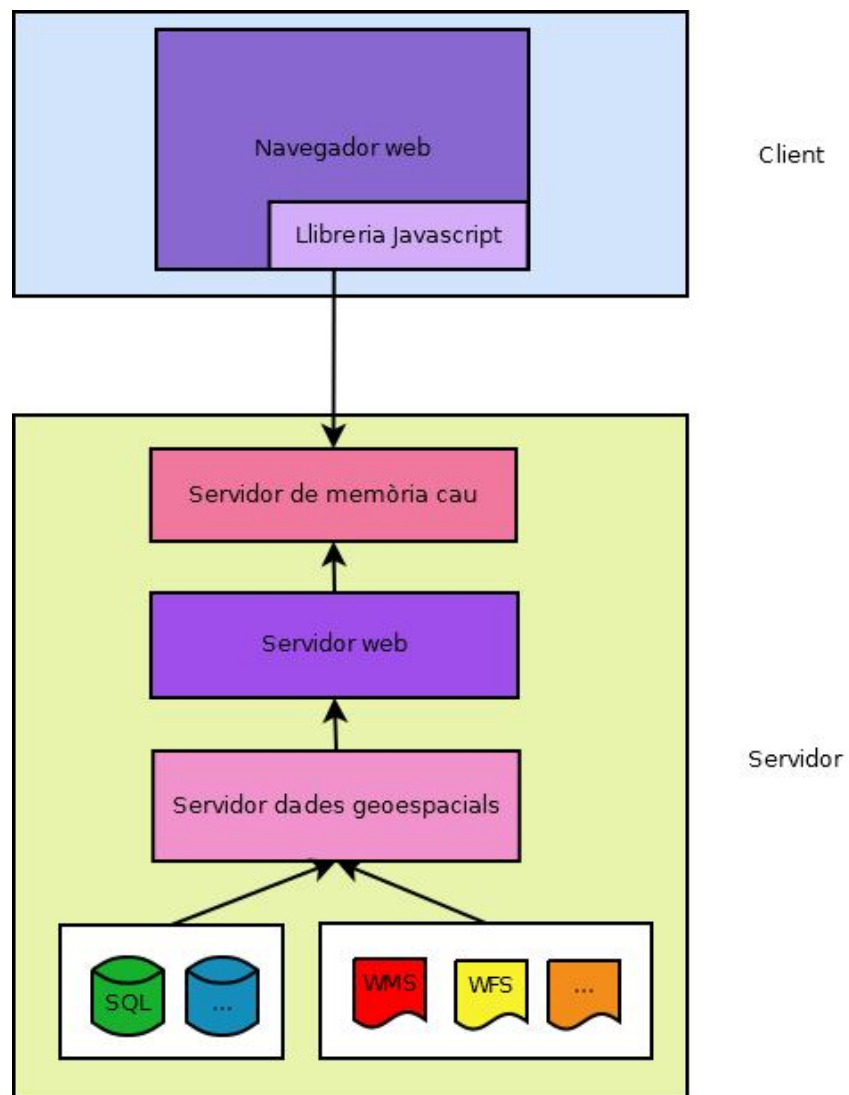 Navegador web
Client
Llibreria Javascript
Servidor de memòria cau
Servidor web
Servidor
Servidor dades geoespacials
SQL
...
WMS
WFS
...